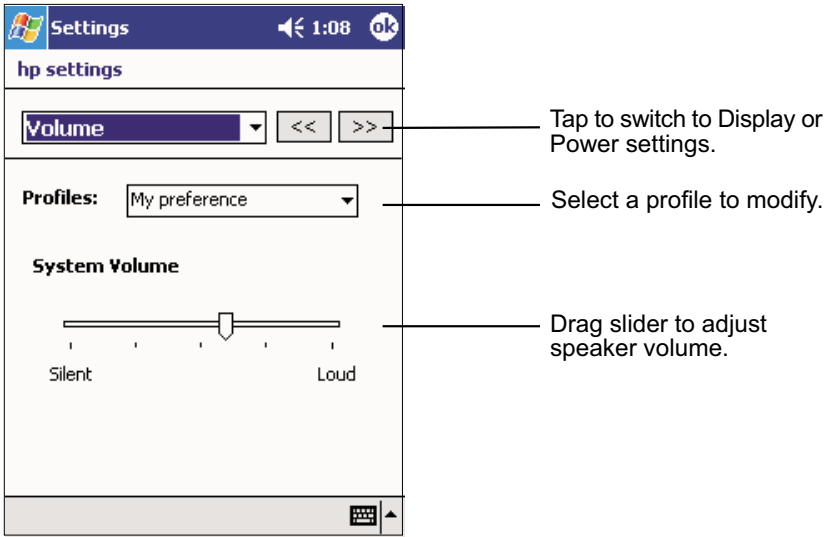 Settings 1:08 ok
hp settings
Volume << >>
Tap to switch to Display or
Power settings.
Profiles: My preference
Select a profile to modify.
System Volume
Drag slider to adjust
speaker volume.
Silent Loud